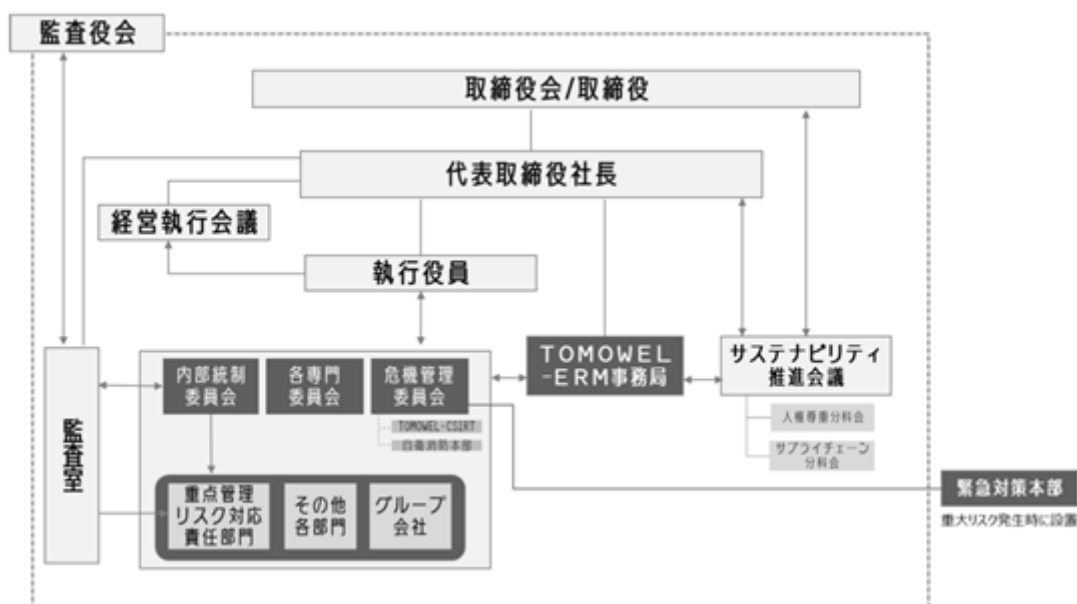 監査役会
取締役会/取締役
代表取締役社長
経営執行会議
執行役員
TOMOWEL
-ERM事務局
サステナビリティ
推進会議
内部統制
委員会
各専門
委員会
危機管理
委員会
TOMOWEL-CSIRT
自衛消防本部
人権尊重分科会
サプライチェーン
分科会
監査室
重点管理
リスク対応
責任部門
その他
各部門
グループ
会社
緊急対策本部
重大リスク発生時に設置